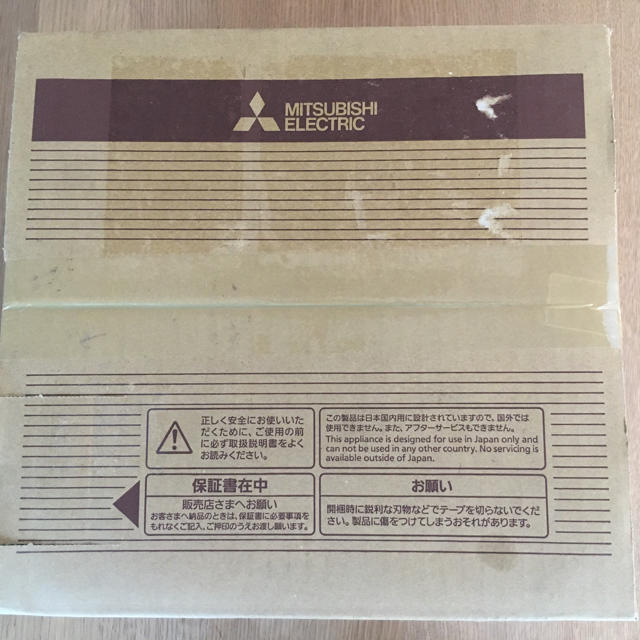 MITSUBISHI
ELECTRIC
正しく安全にお使いいた
だくために、ご使用の前
に必ず取扱説明書をよく
お読みください。
この製品は日本国内用に設計されていますので、国外では
使用できません。また、アフターサービスもできません。
This appliance is designed for use in Japan only and
can not be used in any other country. No servicing is
available outside of Japan.
保証書在中
販売店さまへお願い
お客さまへ納品のときは、保証書に必要事項を
もれなくご記入、ご押印のうえお渡し願います。
お願い
開梱時に鋭利な刃物などでテープを切らないでくだ
さい。製品に傷をつけてしまうおそれがあります。